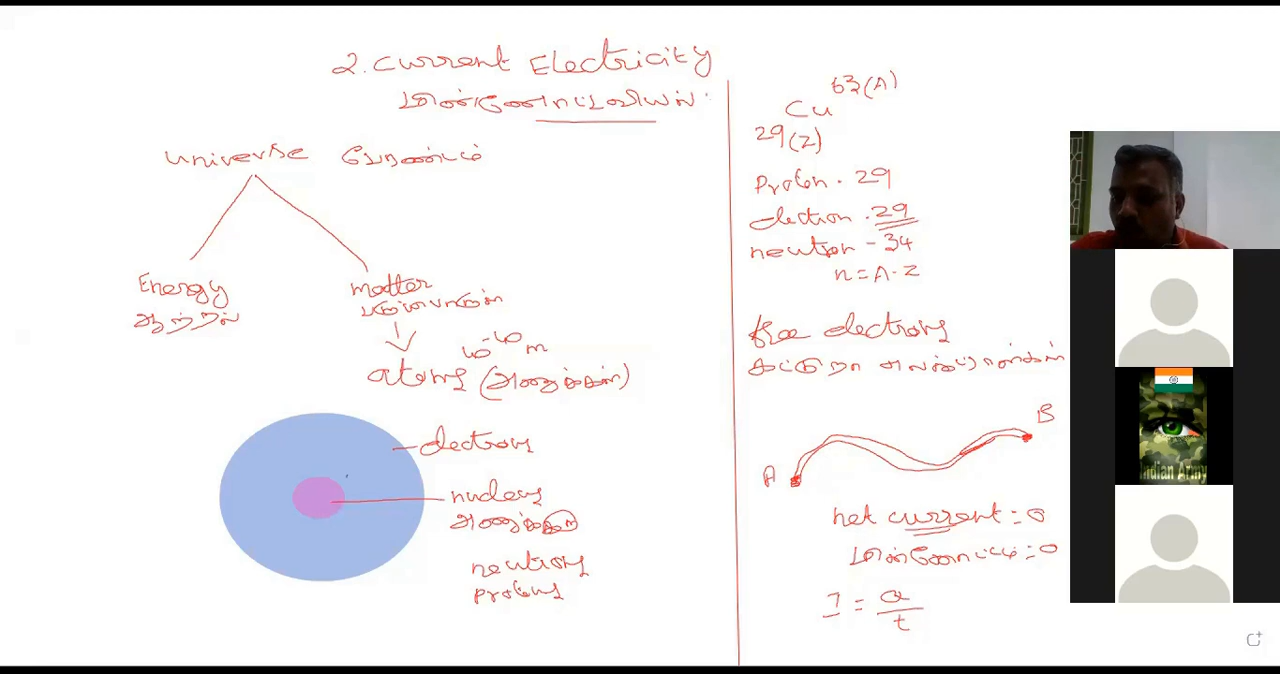 2. Current Electricity
மின்னோட்டவியல்
universe பேரண்டம்
Energy
ஆற்றல்
matter
பருப்பொருள்
atoms (அணுக்கள்)
electrons
nucleus
அணுக்கரு
neutrons
protons
63(A)
Cu
29(Z)
Proton - 29
electron - 29
neutron - 34
n = A - Z
free electrons
கட்டுறா எலக்ட்ரான்கள்
A
B
net current = 0
மின்னோட்டம் = 0
I = Q
t
Indian Army
C+